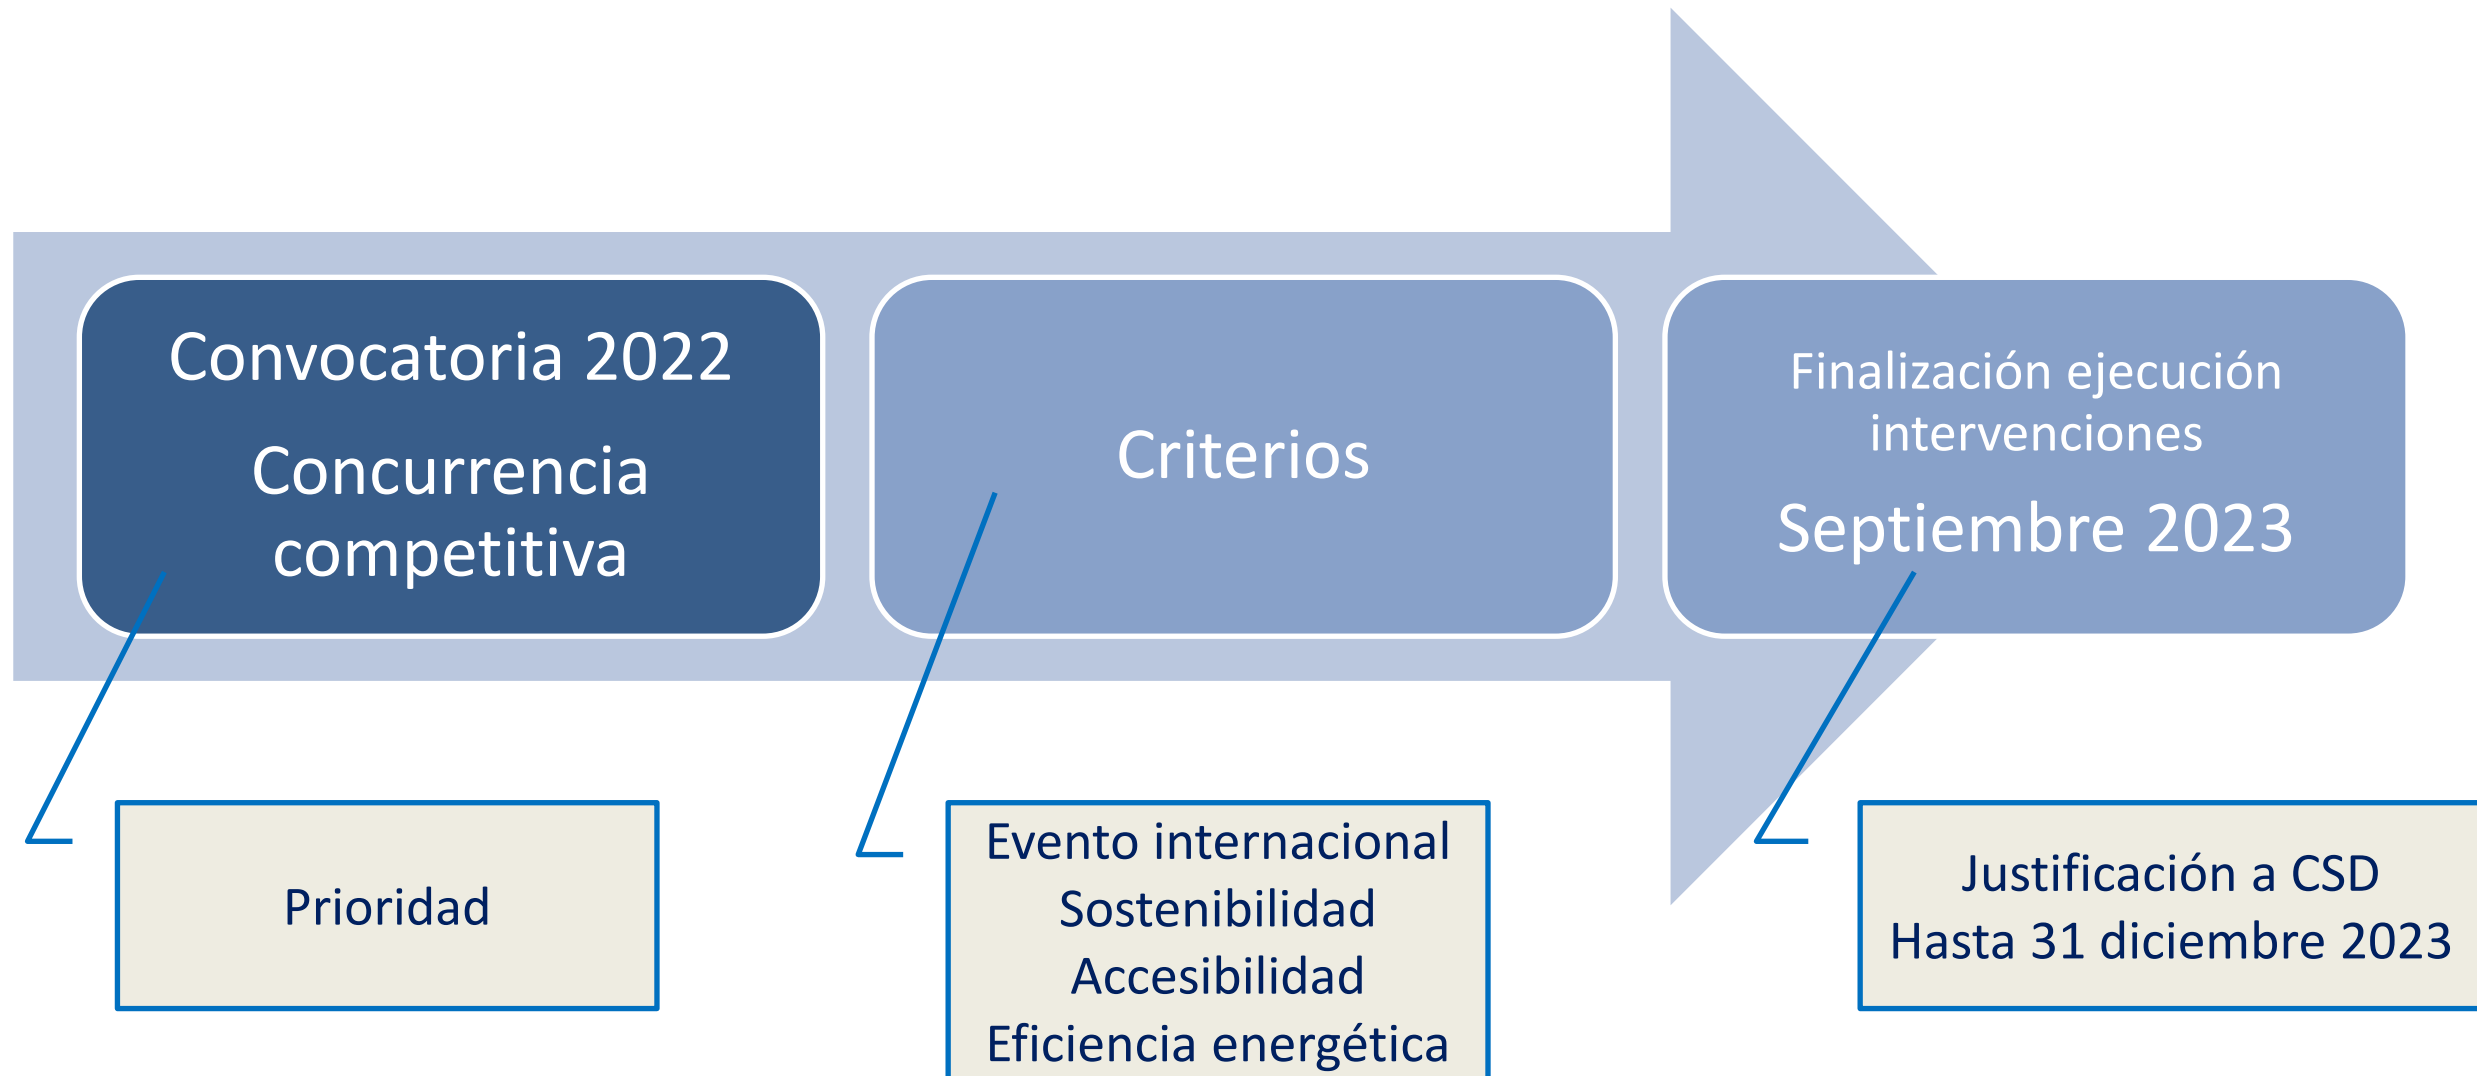 Convocatoria 2022
Concurrencia
competitiva
Criterios
Finalización ejecución
intervenciones
Septiembre 2023
Prioridad
Evento internacional
Sostenibilidad
Accesibilidad
Eficiencia energética
Justificación a CSD
Hasta 31 diciembre 2023